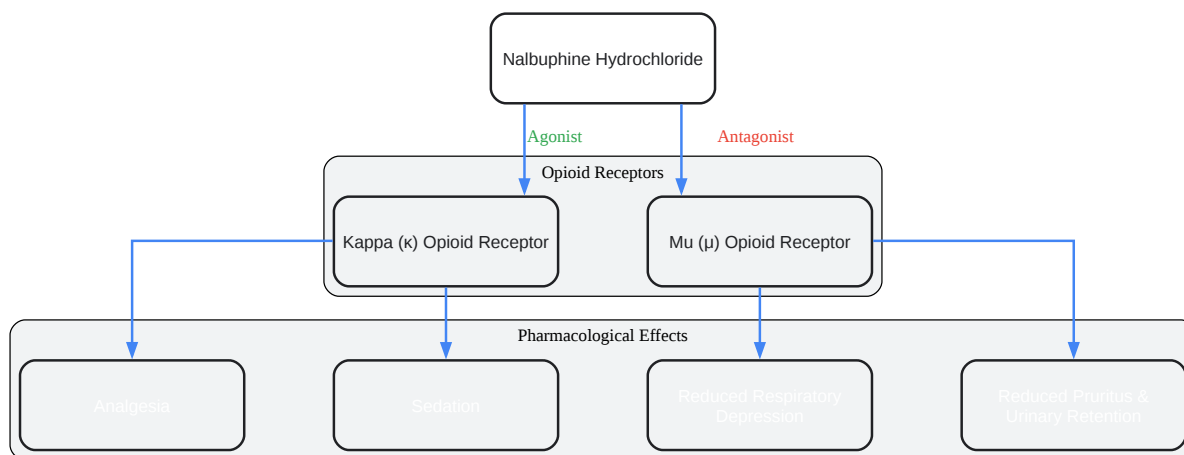 Nalbuphine Hydrochloride
Agonist
Antagonist
Opioid Receptors
Kappa (κ) Opioid Receptor
Mu (μ) Opioid Receptor
Pharmacological Effects
Analgesia
Sedation
Reduced Respiratory
Depression
Reduced Pruritus &
Urinary Retention